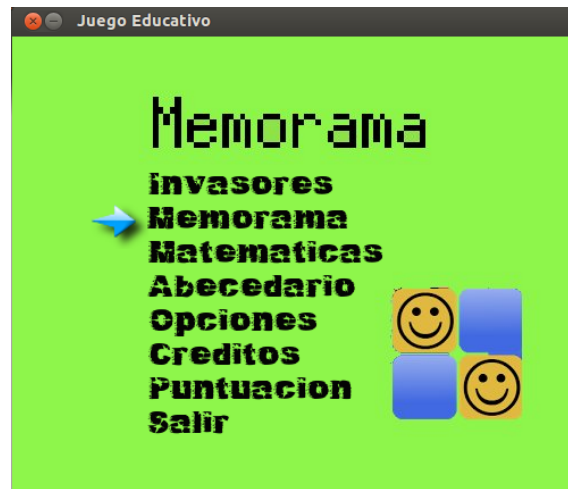 Juego Educativo
Memorama
invasores
Memorama
Matematicas
Abecedario
Opciones
Creditos
Puntuacion
Salir